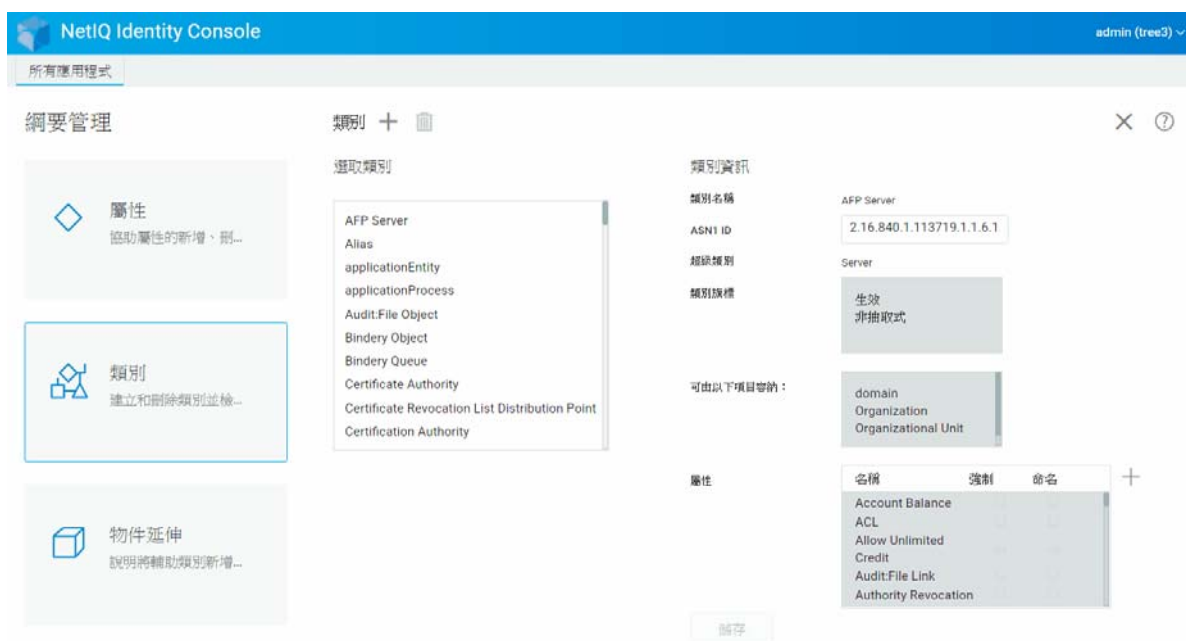 NetIQ Identity Console
admin (tree3)
所有應用程式
綱要管理
屬性
協助屬性的新增、刪...
類別
建立和刪除類別並檢...
物件延伸
說明將輔助類別新增...
類別
選取類別
AFP Server
Alias
applicationEntity
applicationProcess
Audit:File Object
Bindery Object
Bindery Queue
Certificate Authority
Certificate Revocation List Distribution Point
Certification Authority
類別資訊
類別名稱 AFP Server
ASN1 ID 2.16.840.1.113719.1.1.6.1
超級類別 Server
類別旗標 生效
非抽取式
可由以下項目容納： domain
Organization
Organizational Unit
屬性 名稱 強制 命名
Account Balance
ACL
Allow Unlimited
Credit
Audit:File Link
Authority Revocation
儲存